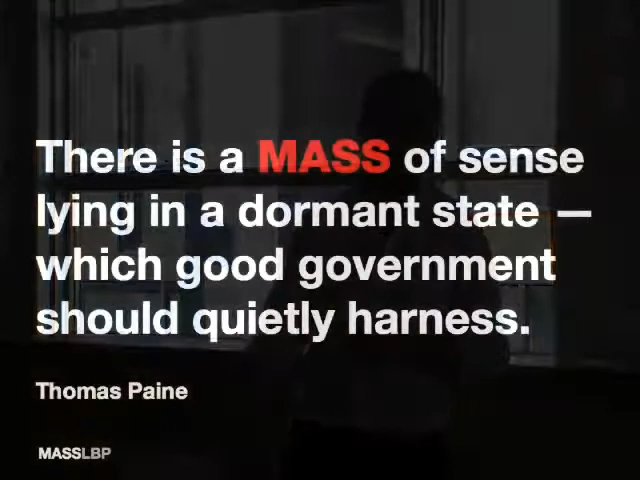 There is a MASS of sense
lying in a dormant state —
which good government
should quietly harness.
Thomas Paine
MASSLBP